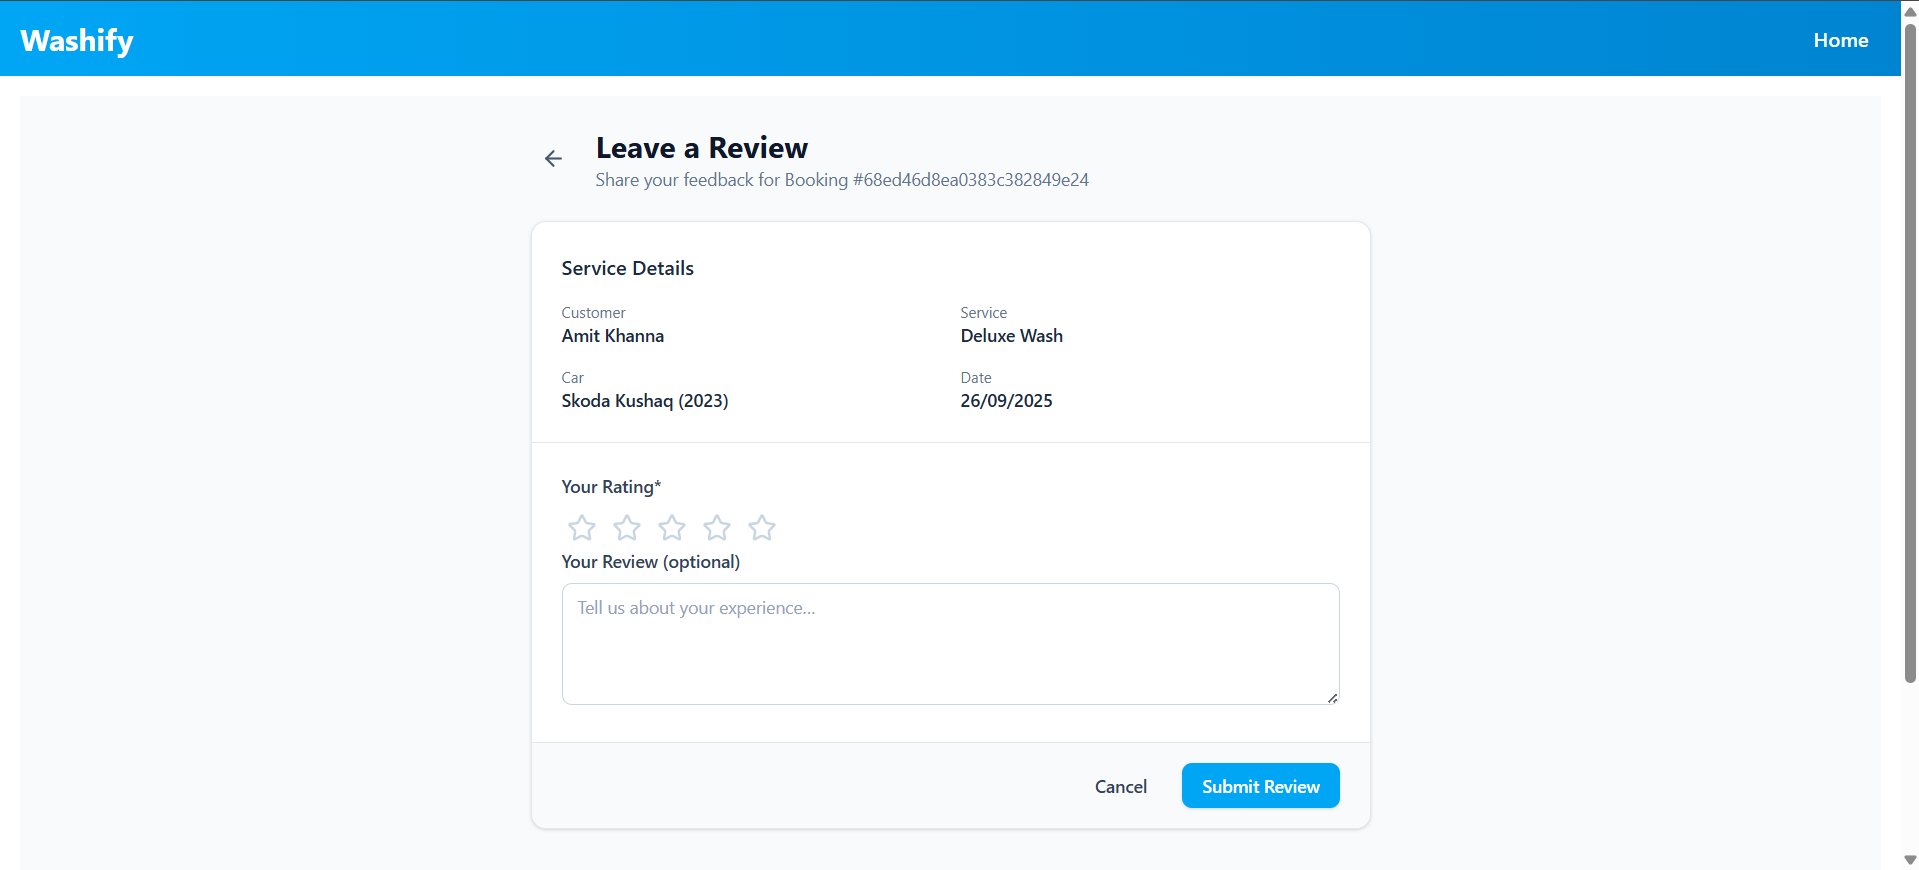 Washify
Home
Leave a Review
Share your feedback for Booking #68ed46d8ea0383c382849e24
Service Details
Customer
Amit Khanna
Service
Deluxe Wash
Car
Skoda Kushaq (2023)
Date
26/09/2025
Your Rating*
Your Review (optional)
Tell us about your experience...
Cancel
Submit Review